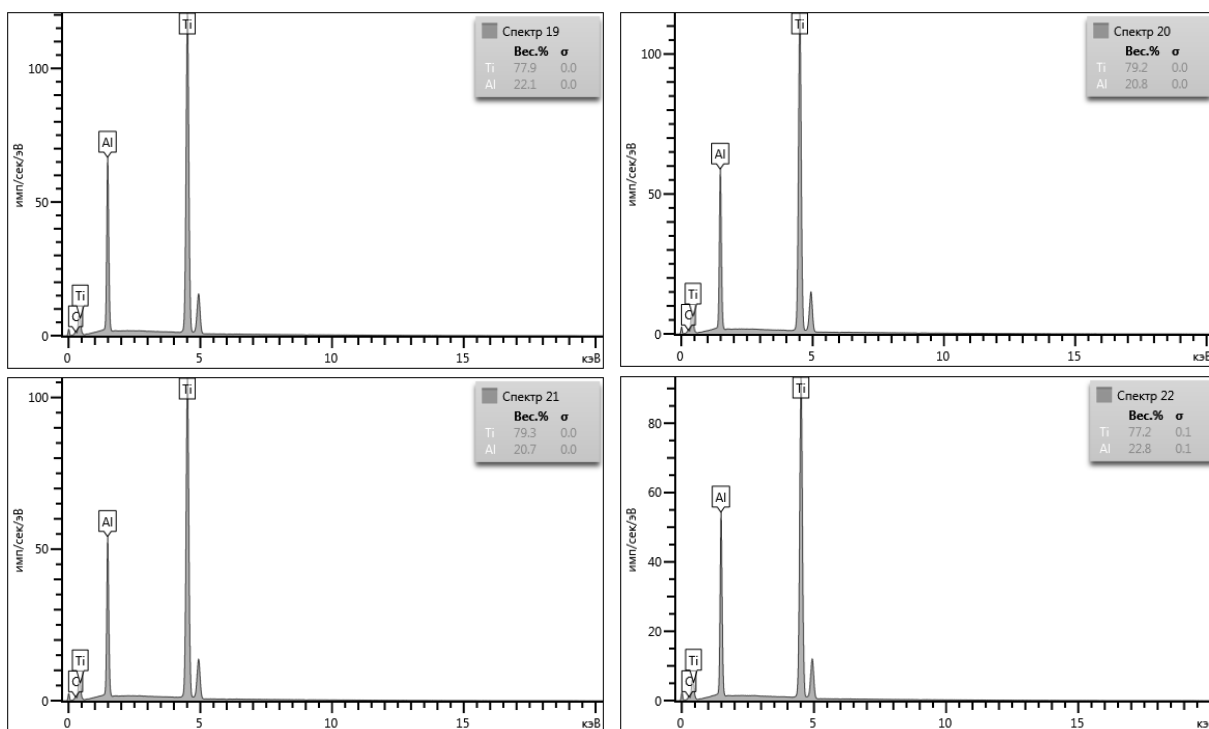 Спектр 19
Вес.% σ
Ti 77.9 0.0
Al 22.1 0.0
Ti
100
Al
имп/сек/эВ
50
Ti
0
0 5 10 15 кэВ
Спектр 20
Вес.% σ
Ti 79.2 0.0
Al 20.8 0.0
Ti
100
Al
имп/сек/эВ
50
Ti
0
0 5 10 15 кэВ
Спектр 21
Вес.% σ
Ti 79.3 0.0
Al 20.7 0.0
Ti
100
Al
имп/сек/эВ
50
Ti
0
0 5 10 15 кэВ
Спектр 22
Вес.% σ
Ti 77.2 0.1
Al 22.8 0.1
Ti
80
60
Al
имп/сек/эВ
40
20
Ti
0
0 5 10 15 кэВ